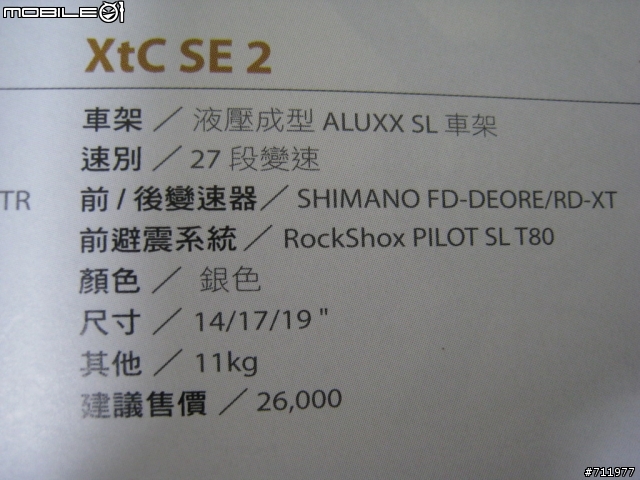 mobile01
XtC SE 2
車架 ／ 液壓成型 ALUXX SL 車架
速別 ／ 27 段變速
TR
前 / 後變速器 ／ SHIMANO FD-DEORE/RD-XT
前避震系統 ／ RockShox PILOT SL T80
顏色 ／ 銀色
尺寸 ／ 14/17/19 "
其他 ／ 11kg
建議售價 ／ 26,000
#711977